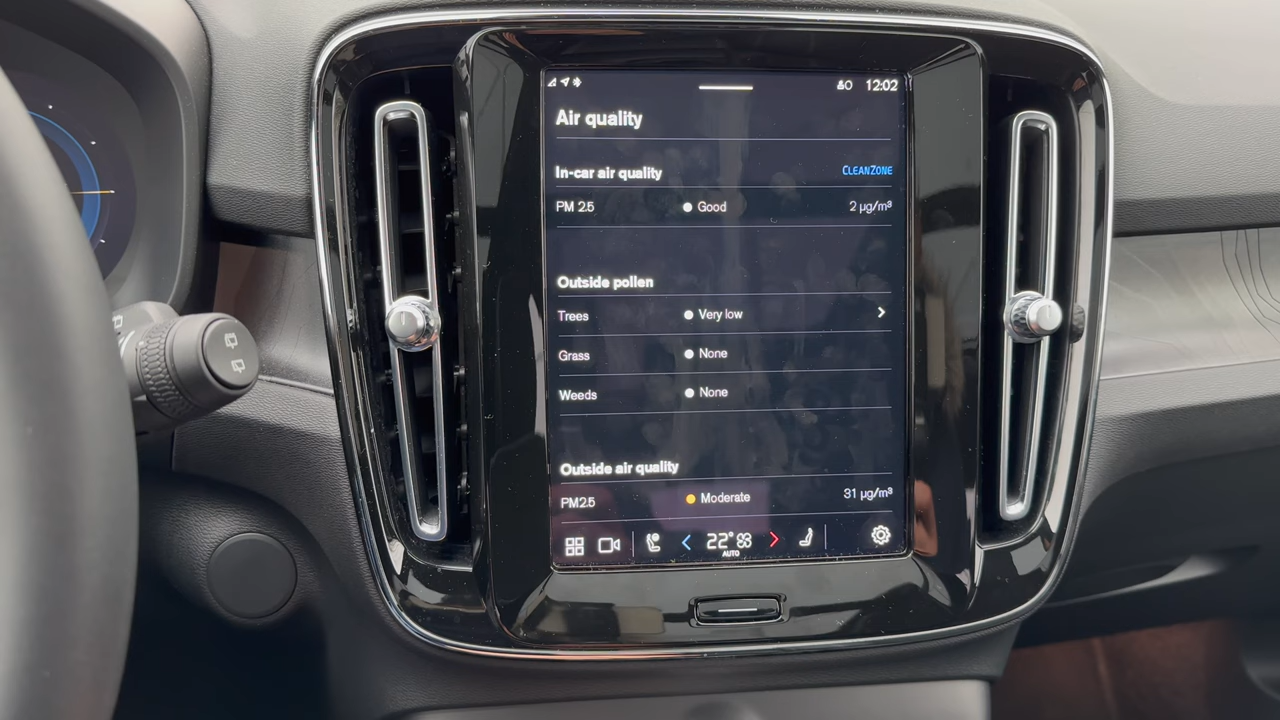 12:02
Air quality
In-car air quality CLEANZONE
PM 2.5 Good 2 µg/m³
Outside pollen
Trees Very low
Grass None
Weeds None
Outside air quality
PM2.5 Moderate 31 µg/m³
22°
AUTO